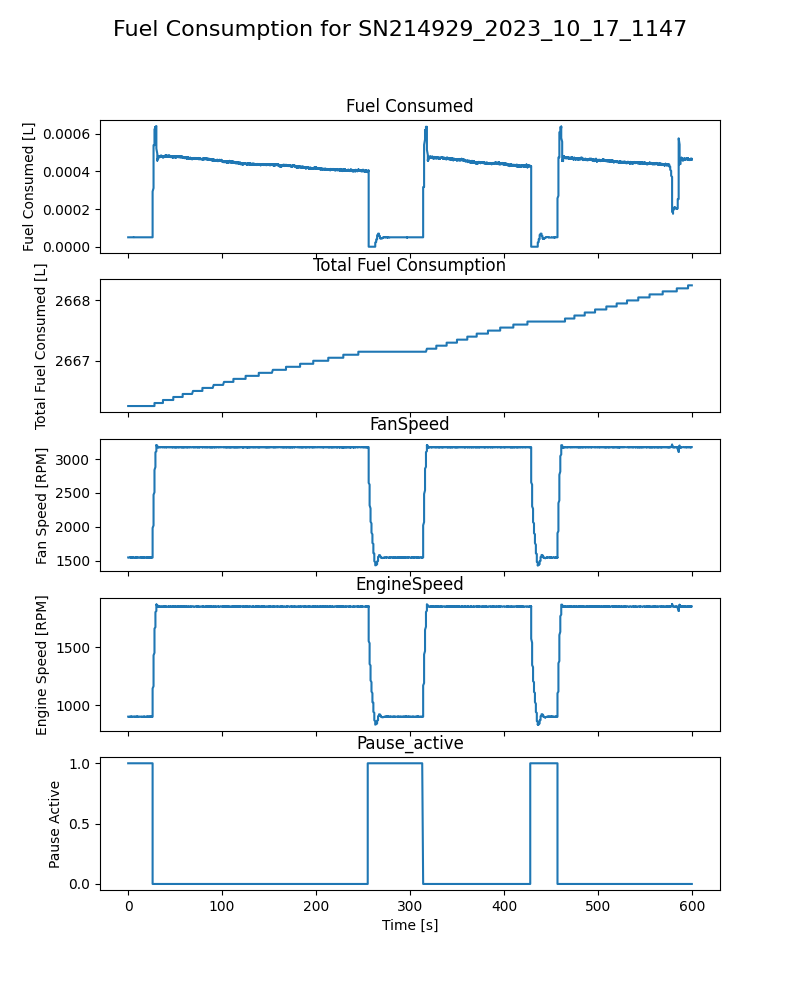 Fuel Consumption for SN214929_2023_10_17_1147
Fuel Consumed
Fuel Consumed [L]
0.0006
0.0004
0.0002
0.0000
Total Fuel Consumption
Total Fuel Consumed [L]
2668
2667
FanSpeed
Fan Speed [RPM]
3000
2500
2000
1500
EngineSpeed
Engine Speed [RPM]
1500
1000
Pause_active
Pause Active
1.0
0.5
0.0
0 100 200 300 400 500 600
Time [s]